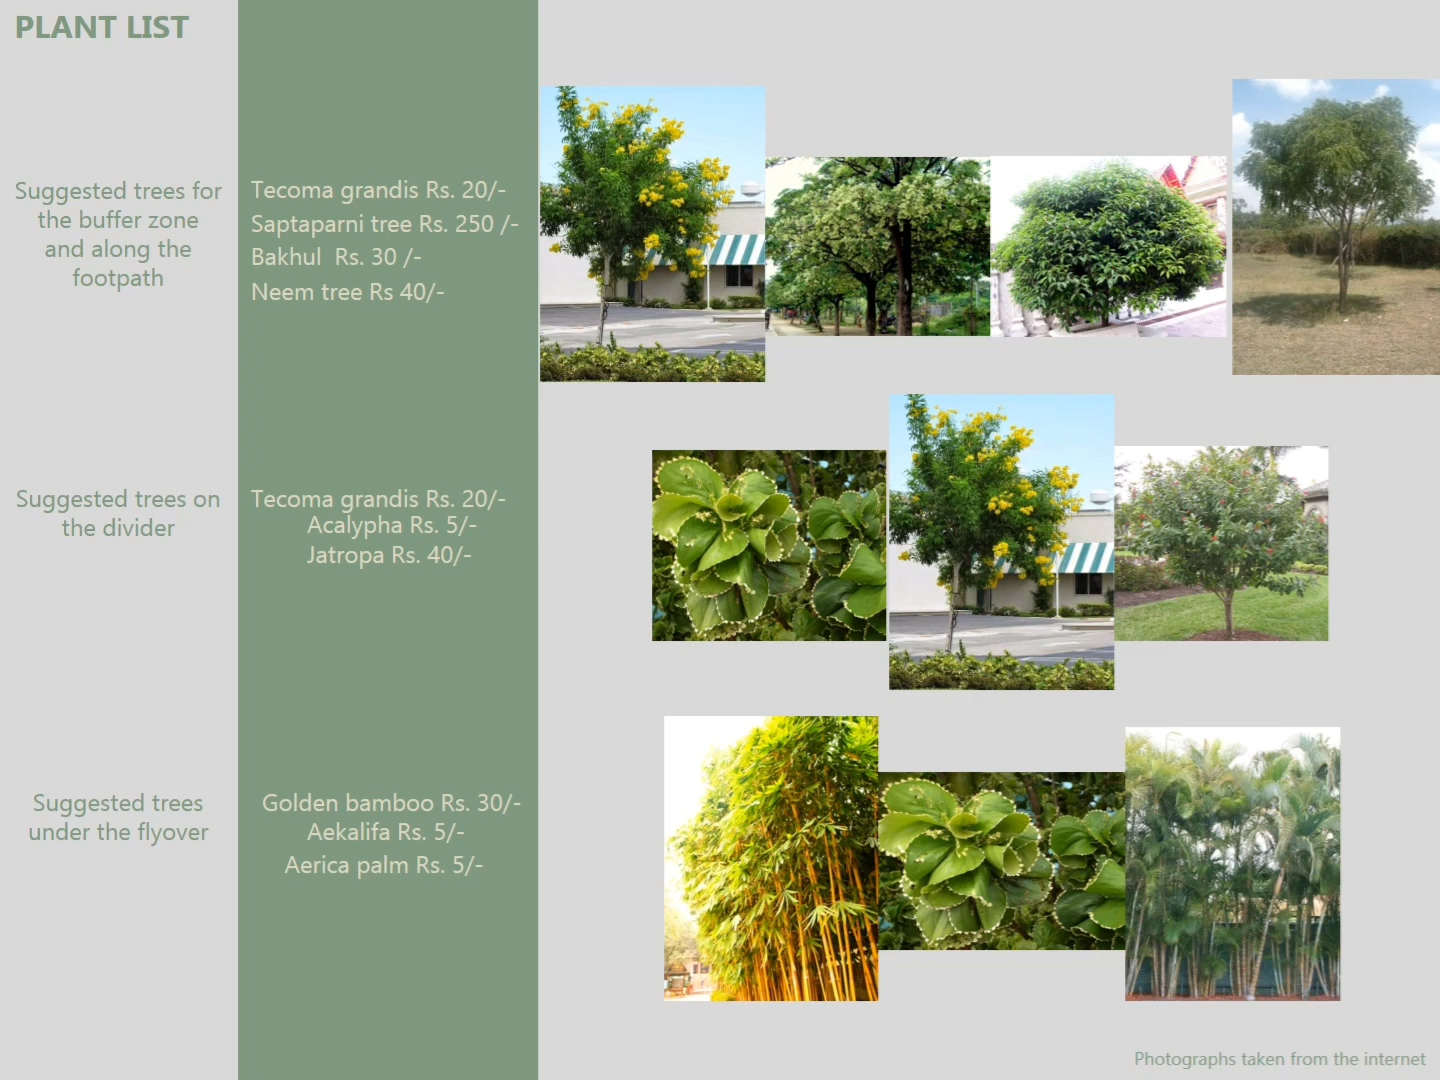 PLANT LIST
Suggested trees for
the buffer zone
and along the
footpath
Tecoma grandis Rs. 20/-
Saptaparni tree Rs. 250 /-
Bakhul  Rs. 30 /-
Neem tree Rs 40/-
Suggested trees on
the divider
Tecoma grandis Rs. 20/-
Acalypha Rs. 5/-
Jatropa Rs. 40/-
Suggested trees
under the flyover
Golden bamboo Rs. 30/-
Aekalifa Rs. 5/-
Aerica palm Rs. 5/-
Photographs taken from the internet